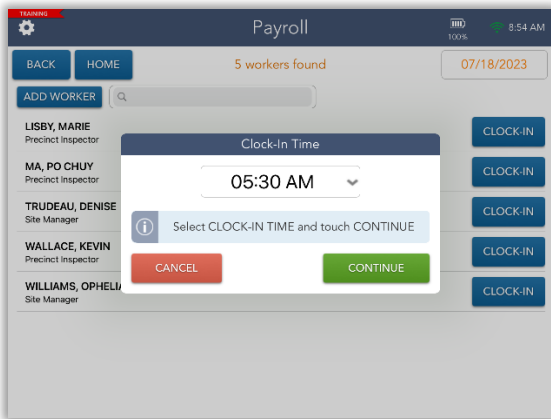 TRAINING
Payroll
100%
8:54 AM
BACK
HOME
5 workers found
07/18/2023
ADD WORKER
LISBY, MARIE
Precinct Inspector
CLOCK-IN
Clock-In Time
MA, PO CHUY
Precinct Inspector
CLOCK-IN
05:30 AM
TRUDEAU, DENISE
Site Manager
CLOCK-IN
Select CLOCK-IN TIME and touch CONTINUE
WALLACE, KEVIN
Precinct Inspector
CLOCK-IN
CANCEL
CONTINUE
WILLIAMS, OPHELI
Site Manager
CLOCK-IN